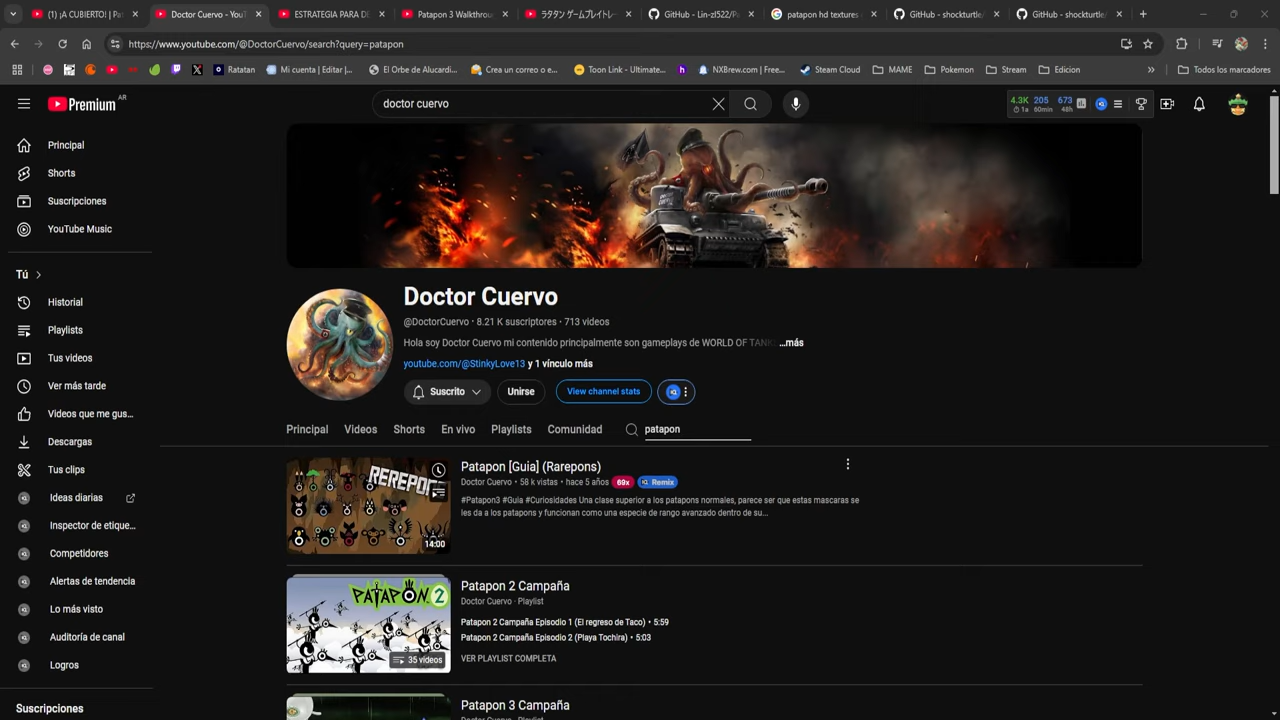 (1) ¡A CUBIERTO! | Pat
Doctor Cuervo - YouT
ESTRATEGIA PARA DE
Patapon 3 Walkthrou
ラタタン ゲームプレイトレー
GitHub - Lin-zl522/P
patapon hd textures
GitHub - shockturtle/
GitHub - shockturtle/
https://www.youtube.com/@DoctorCuervo/search?query=patapon
Ratatan
Mi cuenta | Editar |...
El Orbe de Alucardi...
Crea un correo o e...
Toon Link - Ultimate...
NXBrew.com | Free...
Steam Cloud
MAME
Pokemon
Stream
Edicion
Todos los marcadores
Premium AR
doctor cuervo
4.3K 205 673
1a 60min 48h
Principal
Shorts
Suscripciones
YouTube Music
Tú
Historial
Playlists
Tus videos
Ver más tarde
Videos que me gus...
Descargas
Tus clips
Ideas diarias
Inspector de etique...
Competidores
Alertas de tendencia
Lo más visto
Auditoría de canal
Logros
Suscripciones
Doctor Cuervo
@DoctorCuervo • 8.21 K suscriptores • 713 videos
Hola soy Doctor Cuervo mi contenido principalmente son gameplays de WORLD OF TANK ...más
youtube.com/@StinkyLove13 y 1 vínculo más
Suscrito
Unirse
View channel stats
Principal
Videos
Shorts
En vivo
Playlists
Comunidad
patapon
REREPON
14:00
Patapon [Guia] (Rarepons)
Doctor Cuervo • 58 k vistas • hace 5 años 69x Remix
#Patapon3 #Guia #Curiosidades Una clase superior a los patapons normales, parece ser que estas mascaras se
les da a los patapons y funcionan como una especie de rango avanzado dentro de su...
PATAPON 2
35 videos
Patapon 2 Campaña
Doctor Cuervo • Playlist
Patapon 2 Campaña Episodio 1 (El regreso de Taco) • 5:59
Patapon 2 Campaña Episodio 2 (Playa Tochira) • 5:03
VER PLAYLIST COMPLETA
Patapon 3 Campaña
Doctor Cuervo • Playlist